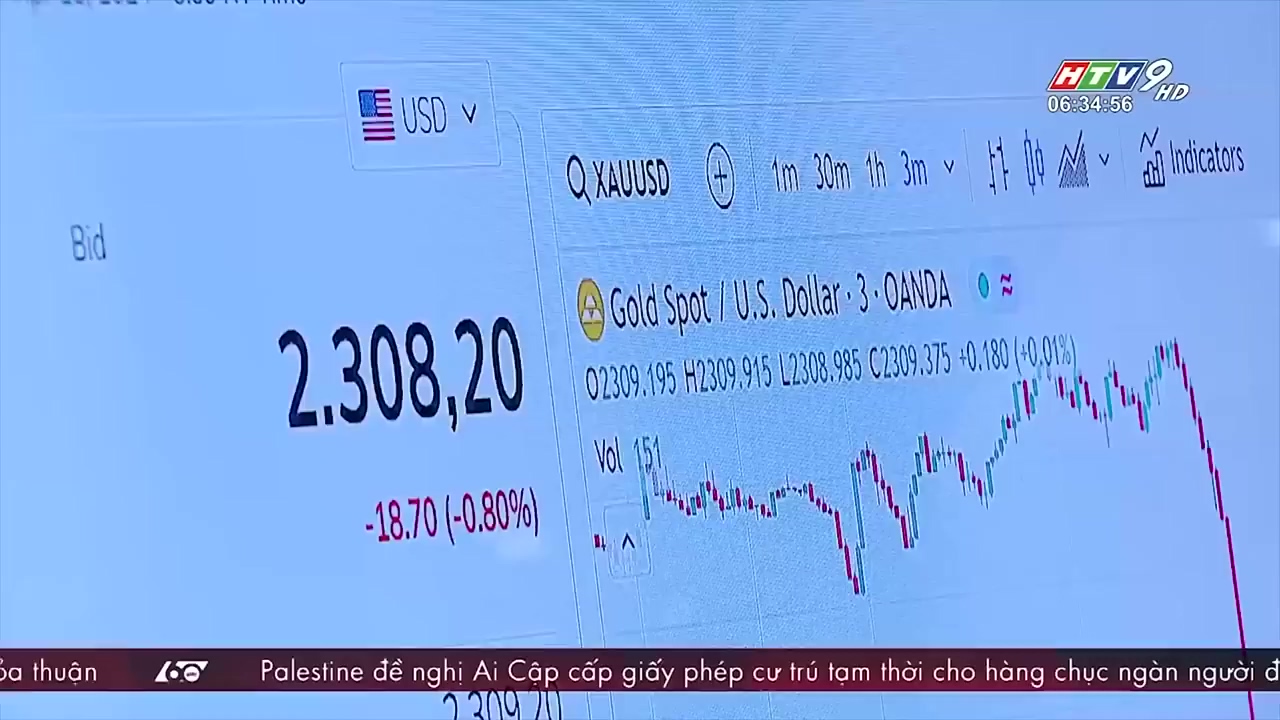 HTV9 HD
06:34:56
USD
XAUUSD
1m 30m 1h 3m
Indicators
Bid
Gold Spot / U.S. Dollar · 3 · OANDA
2.308,20
O2309.195 H2309.915 L2308.985 C2309.375 +0.180 (+0.01%)
Vol 151
-18.70 (-0.80%)
ỏa thuận 60 Palestine đề nghị Ai Cập cấp giấy phép cư trú tạm thời cho hàng chục ngàn người
2.309,20